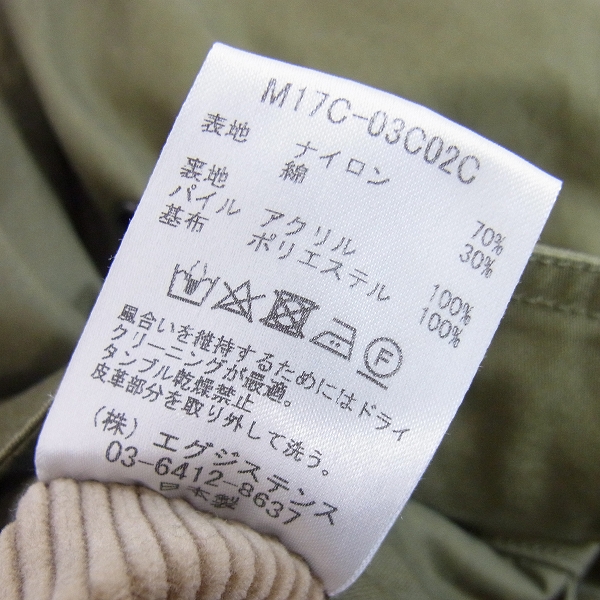 M17C-03C02C
表地 ナイロン 70%
綿 30%
裏地
パイル アクリル 100%
基布 ポリエステル 100%
F
風合いを維持するためにはドライ
クリーニングが最適。
タンブル乾燥禁止
皮革部分を取り外して洗う。
(株) エグジステンス
03-6412-8637
日本製